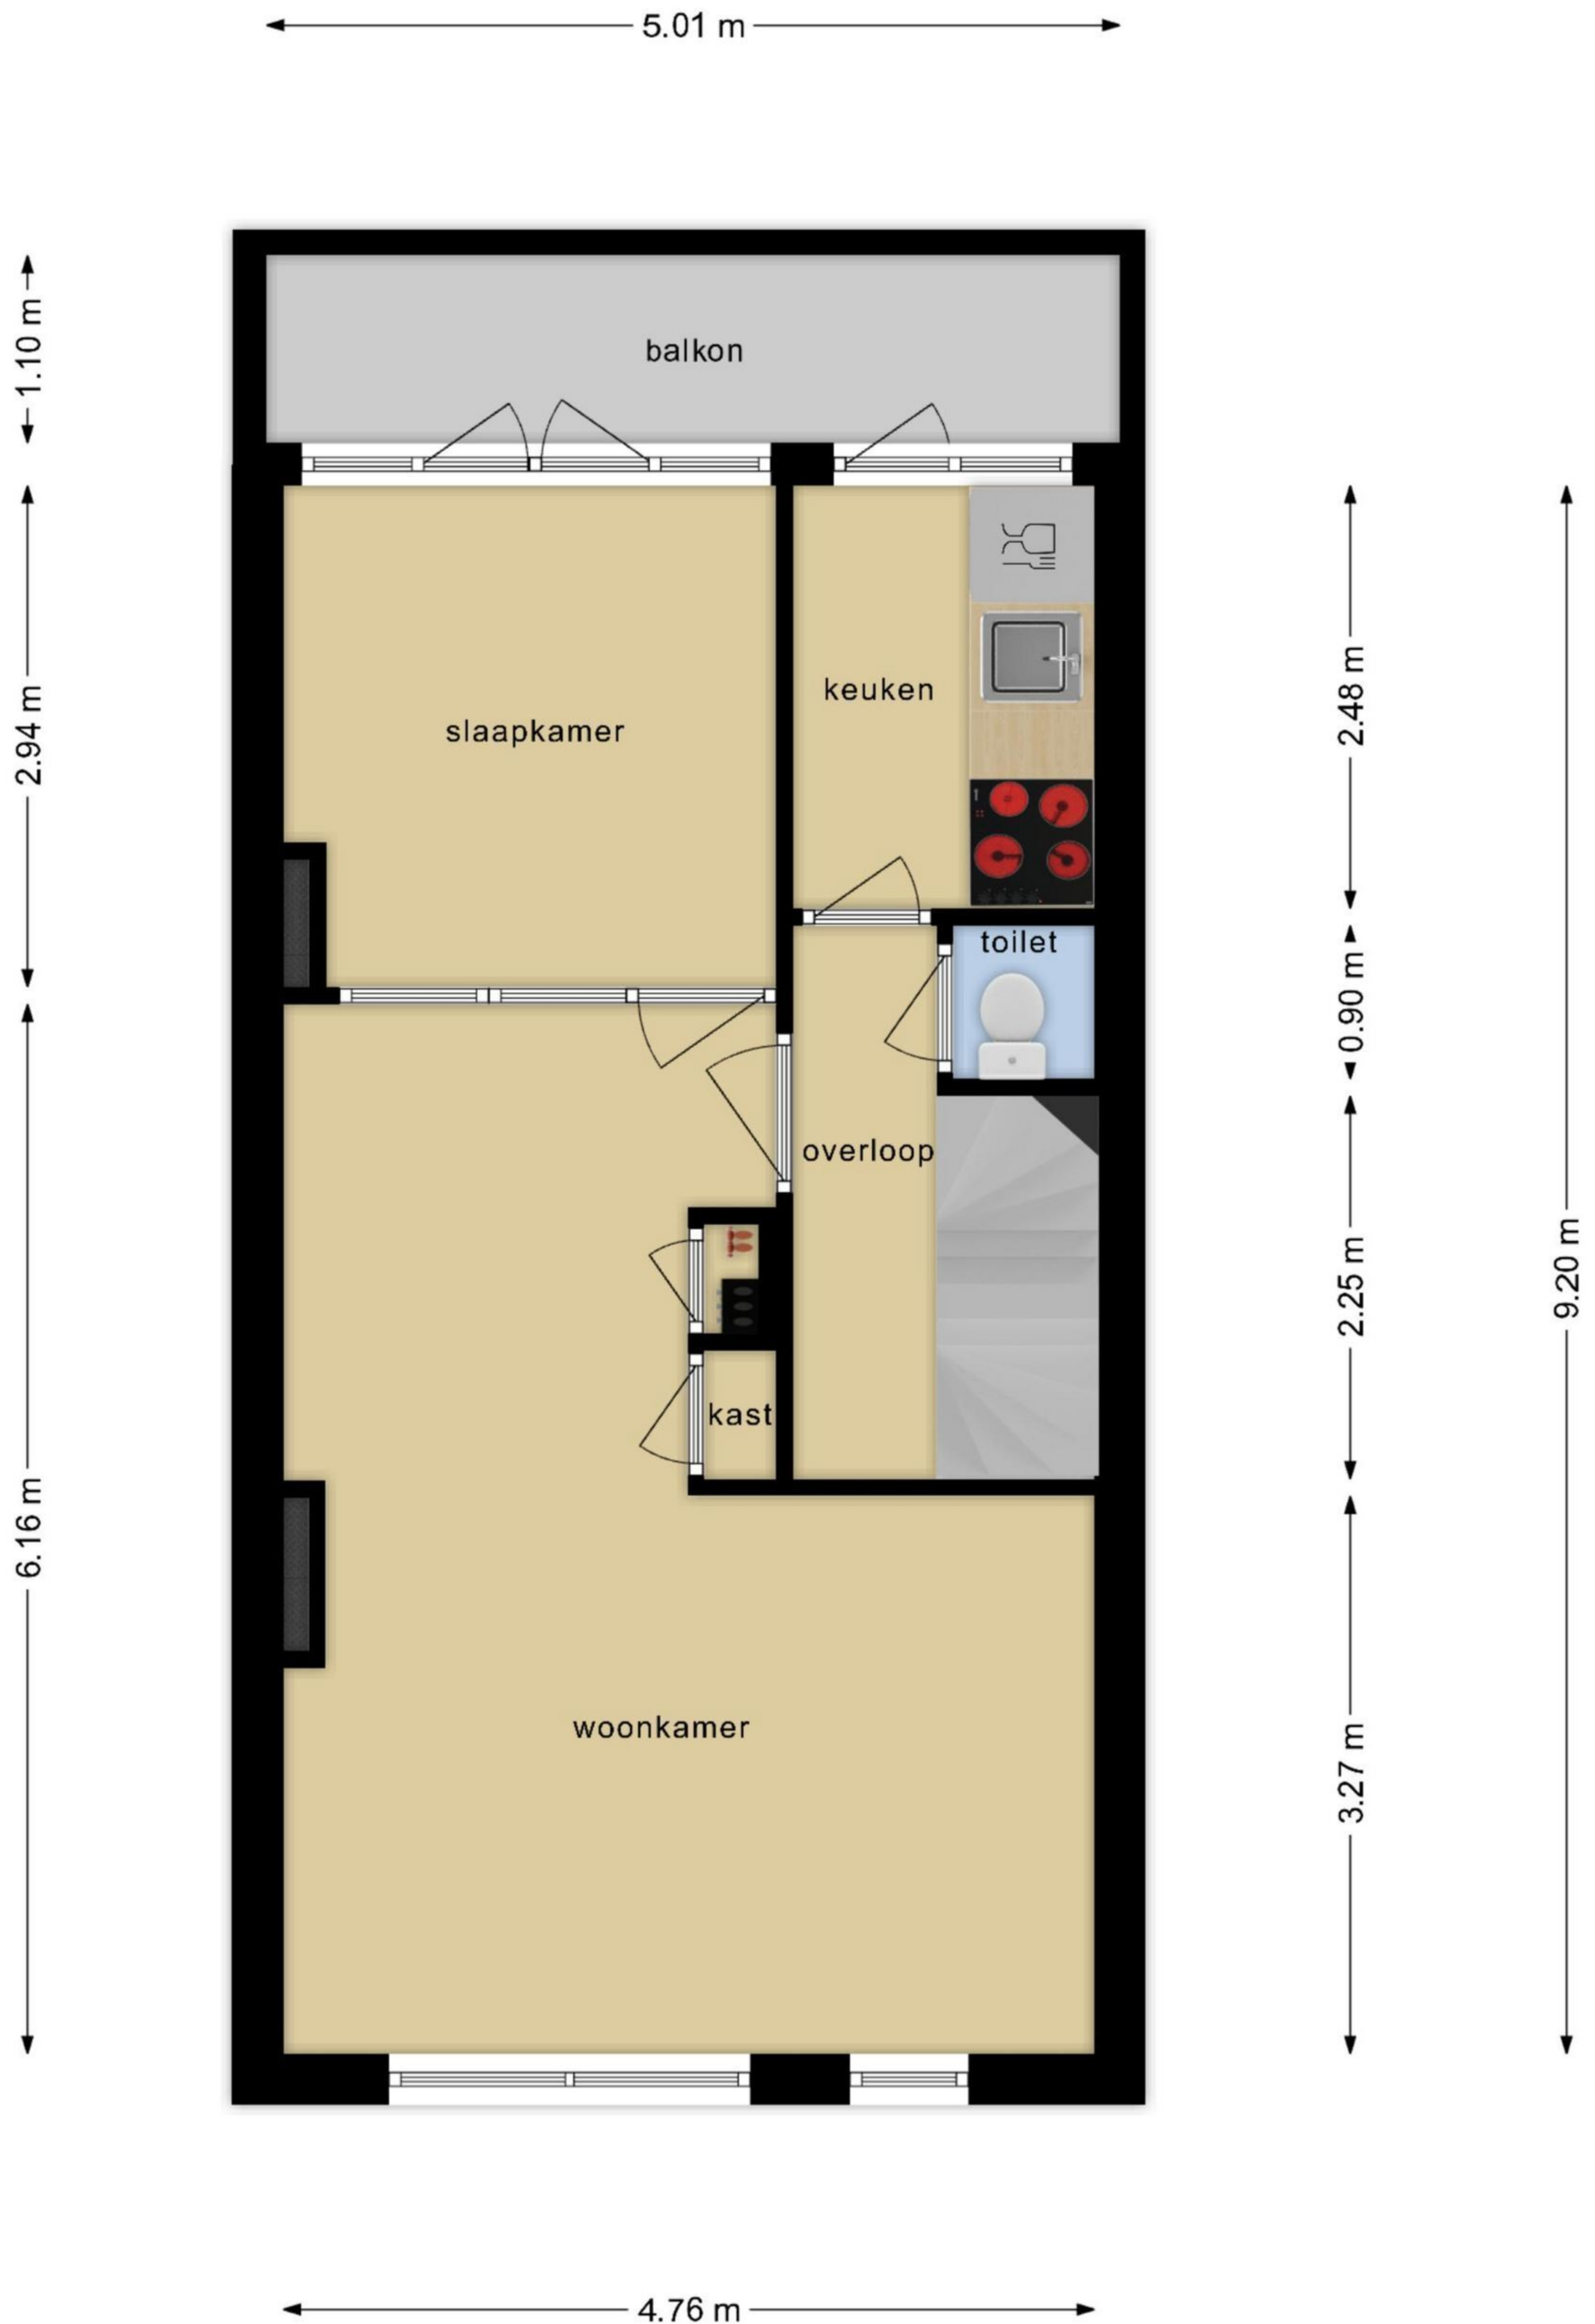 5.01 m
1.10 m
balkon
2.94 m
slaapkamer
keuken
2.48 m
toilet
0.90 m
overloop
2.25 m
9.20 m
kast
6.16 m
woonkamer
3.27 m
4.76 m